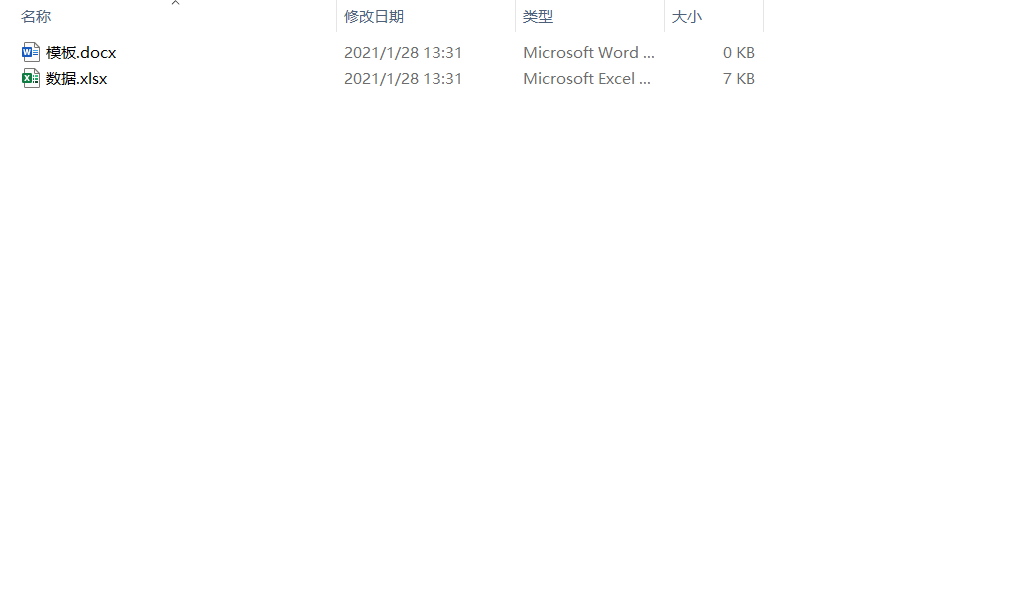 名称 修改日期 类型 大小
模板.docx 2021/1/28 13:31 Microsoft Word ... 0 KB
数据.xlsx 2021/1/28 13:31 Microsoft Excel ... 7 KB